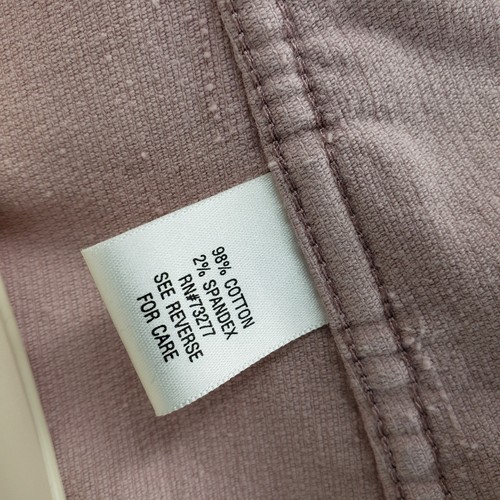 98% COTTON
2% SPANDEX
RN#73277
SEE REVERSE
FOR CARE